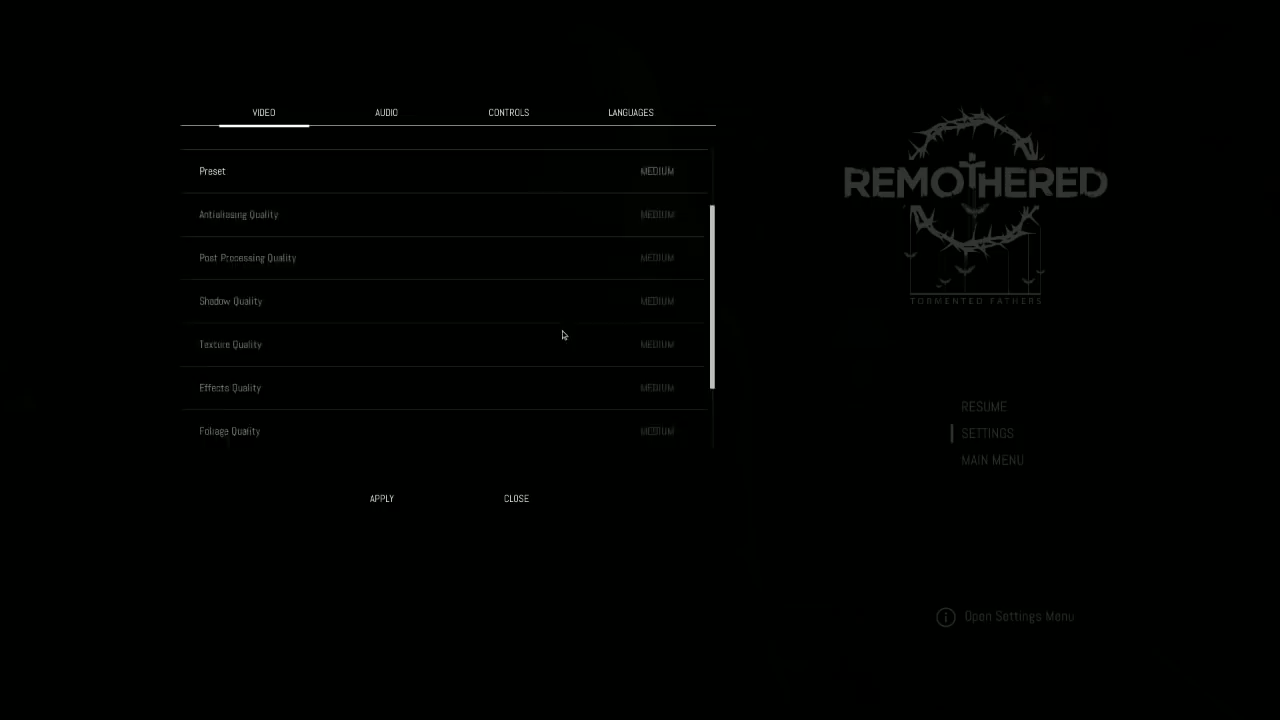 VIDEO AUDIO CONTROLS LANGUAGES
Preset MEDIUM
Antialiasing Quality MEDIUM
Post Processing Quality MEDIUM
Shadow Quality MEDIUM
Texture Quality MEDIUM
Effects Quality MEDIUM
Foliage Quality MEDIUM
APPLY CLOSE
REMOTHERED
TORMENTED FATHERS
RESUME
SETTINGS
MAIN MENU
Open Settings Menu